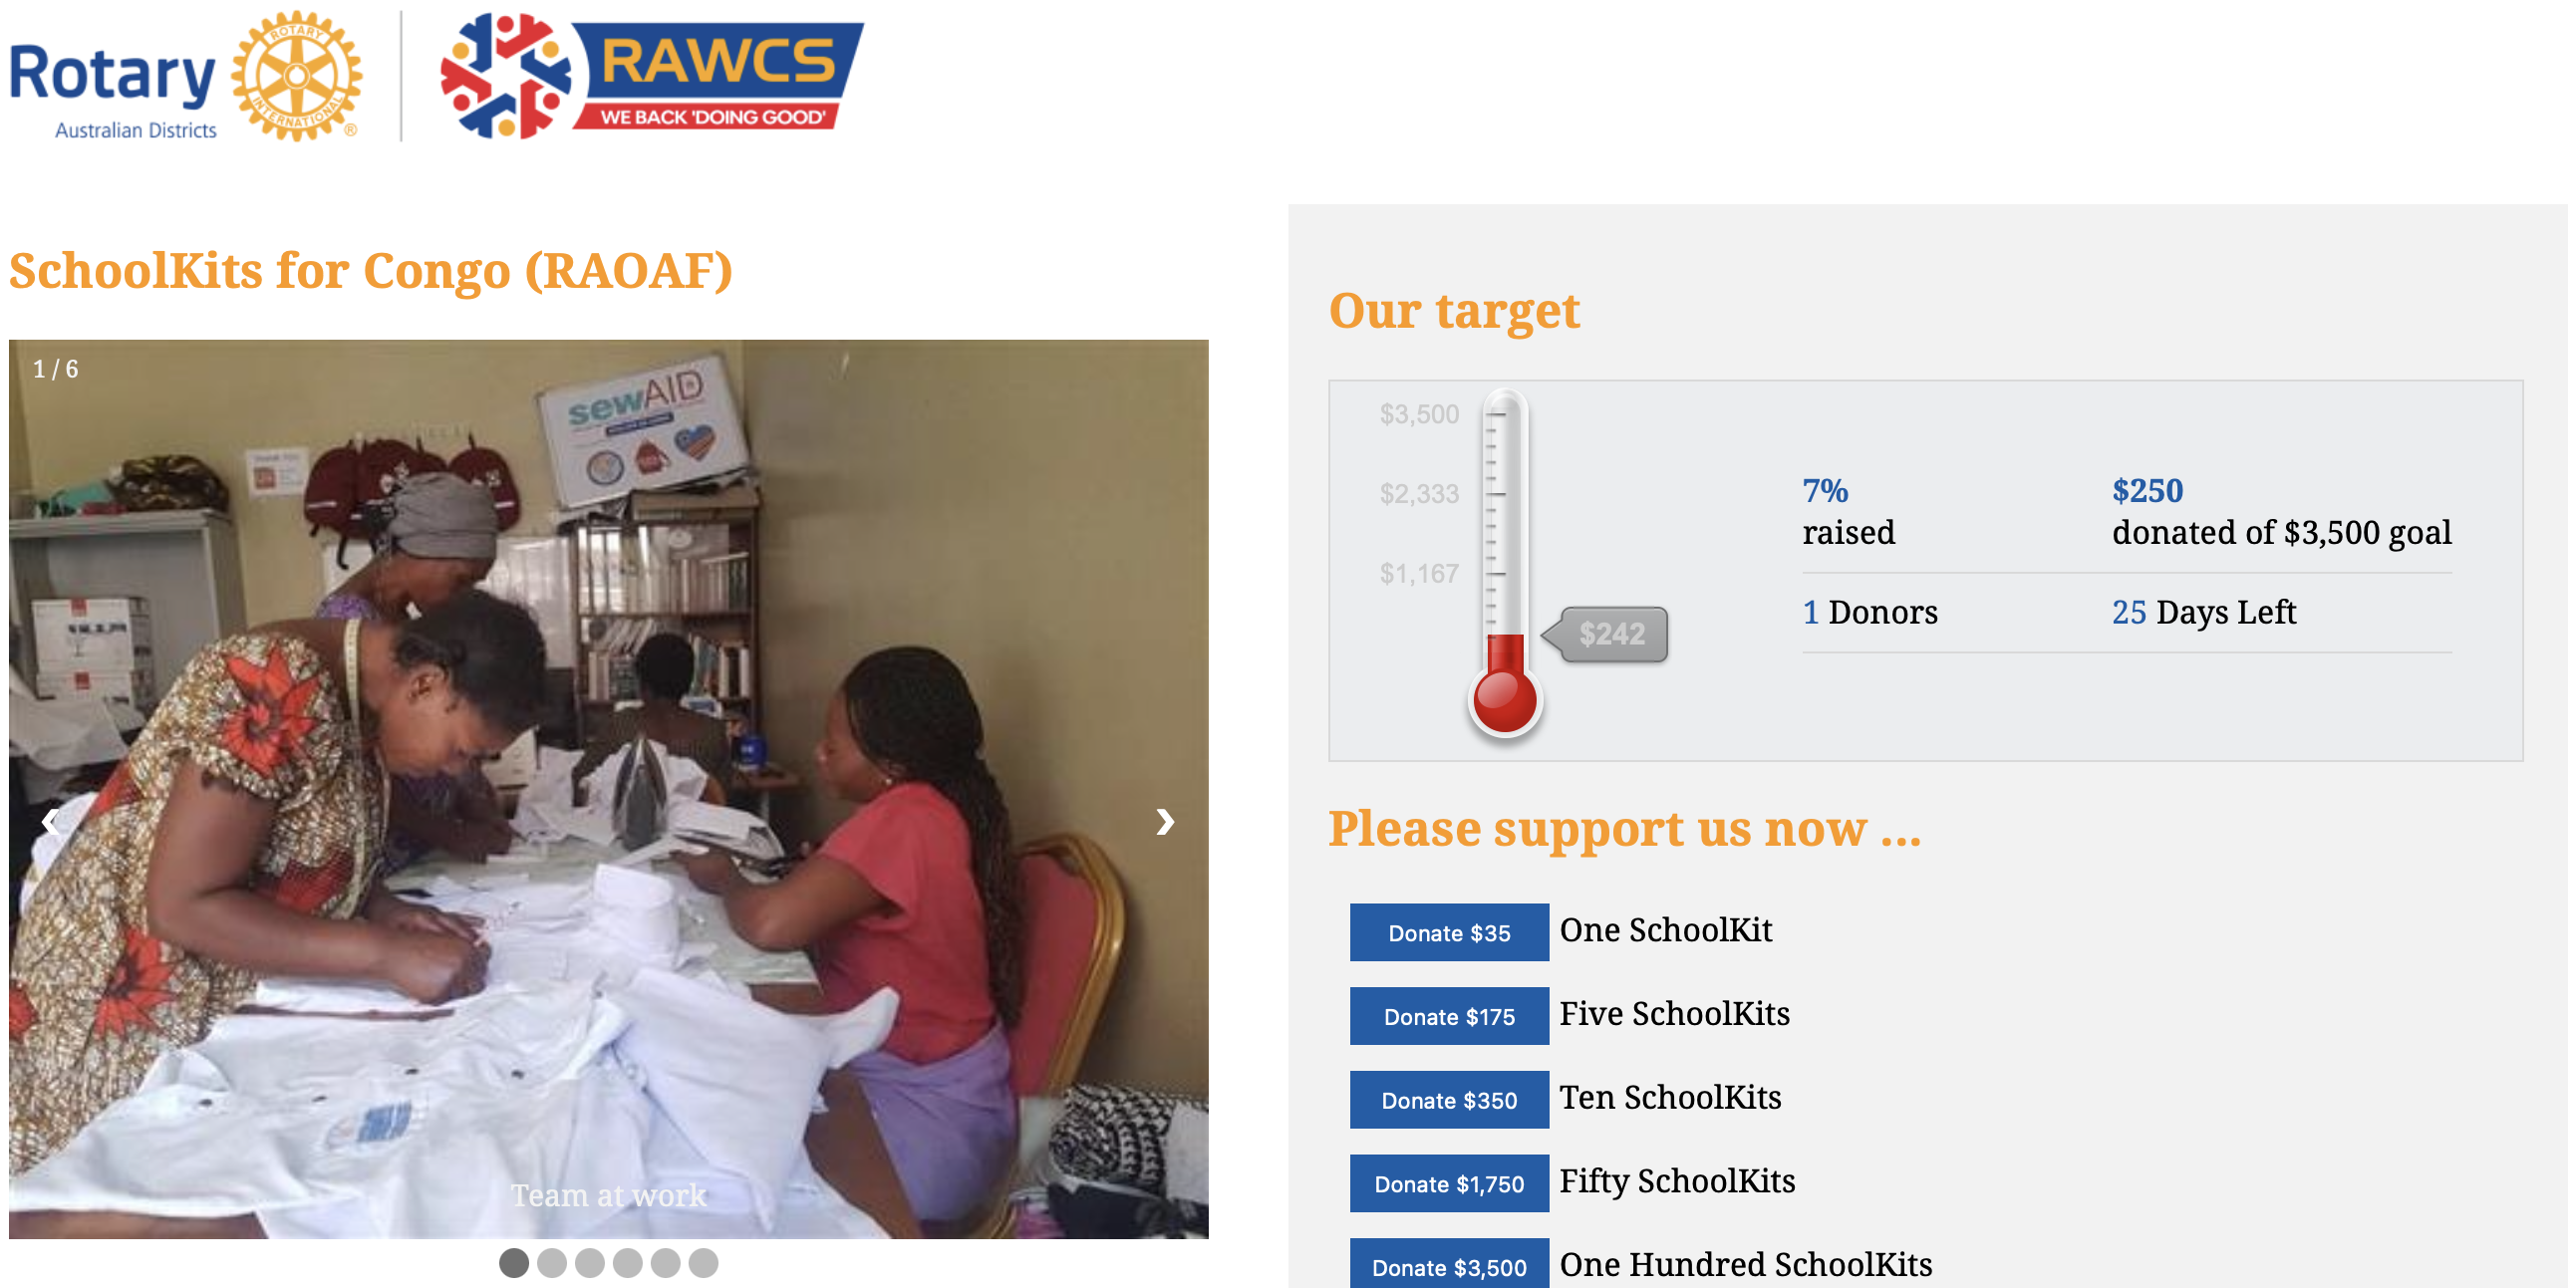 Rotary
Australian Districts
ROTARY
INTERNATIONAL
®
RAWCS
WE BACK 'DOING GOOD'
SchoolKits for Congo (RAOAF)
1 / 6
sewAID
Team at work
Our target
$3,500
$2,333
$1,167
$242
7%
raised
$250
donated of $3,500 goal
1 Donors
25 Days Left
Please support us now ...
Donate $35 One SchoolKit
Donate $175 Five SchoolKits
Donate $350 Ten SchoolKits
Donate $1,750 Fifty SchoolKits
Donate $3,500 One Hundred SchoolKits